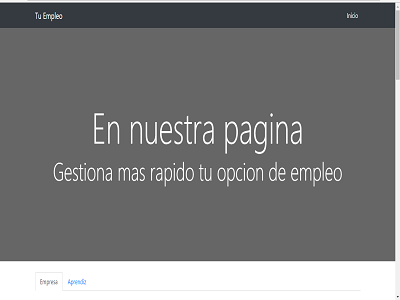 Tu Empleo
Inicio
En nuestra pagina
Gestiona mas rapido tu opcion de empleo
Empresa
Aprendiz